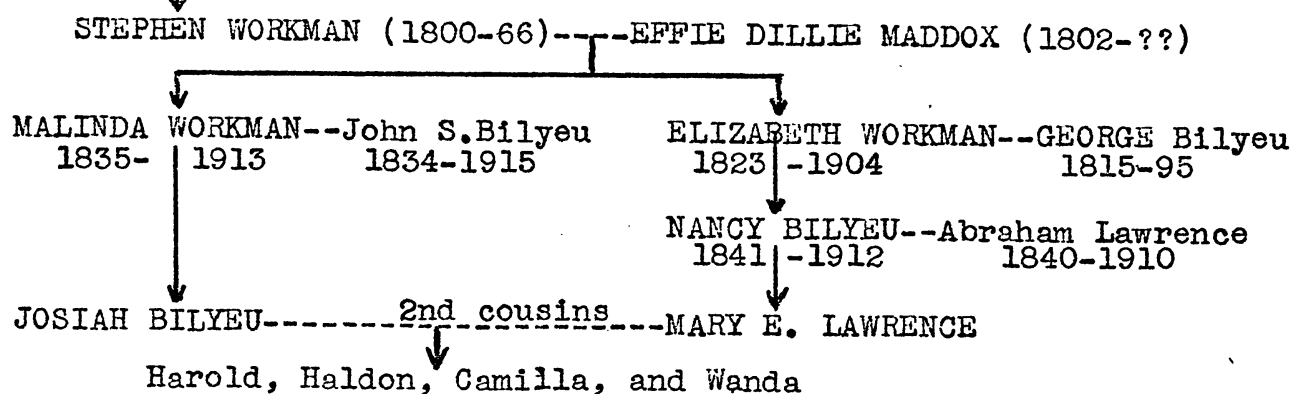 STEPHEN WORKMAN (1800-66)-----EFFIE DILLIE MADDOX (1802-??)
MALINDA WORKMAN--John S.Bilyeu ELIZABETH WORKMAN--GEORGE Bilyeu
1835- 1913 1834-1915 1823 -1904 1815-95
NANCY BILYEU--Abraham Lawrence
1841 -1912 1840-1910
JOSIAH BILYEU-------2nd cousins---MARY E. LAWRENCE
Harold, Haldon, Camilla, and Wanda